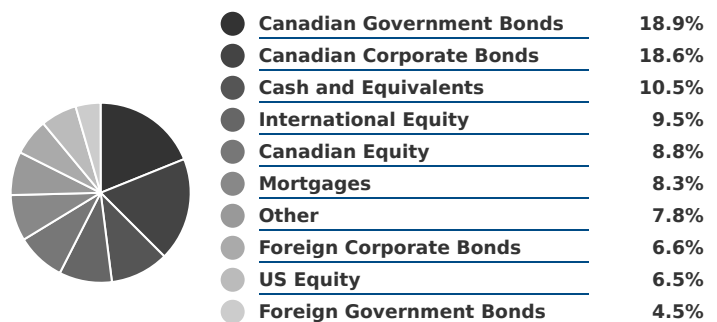 Canadian Government Bonds 18.9%
Canadian Corporate Bonds 18.6%
Cash and Equivalents 10.5%
International Equity 9.5%
Canadian Equity 8.8%
Mortgages 8.3%
Other 7.8%
Foreign Corporate Bonds 6.6%
US Equity 6.5%
Foreign Government Bonds 4.5%